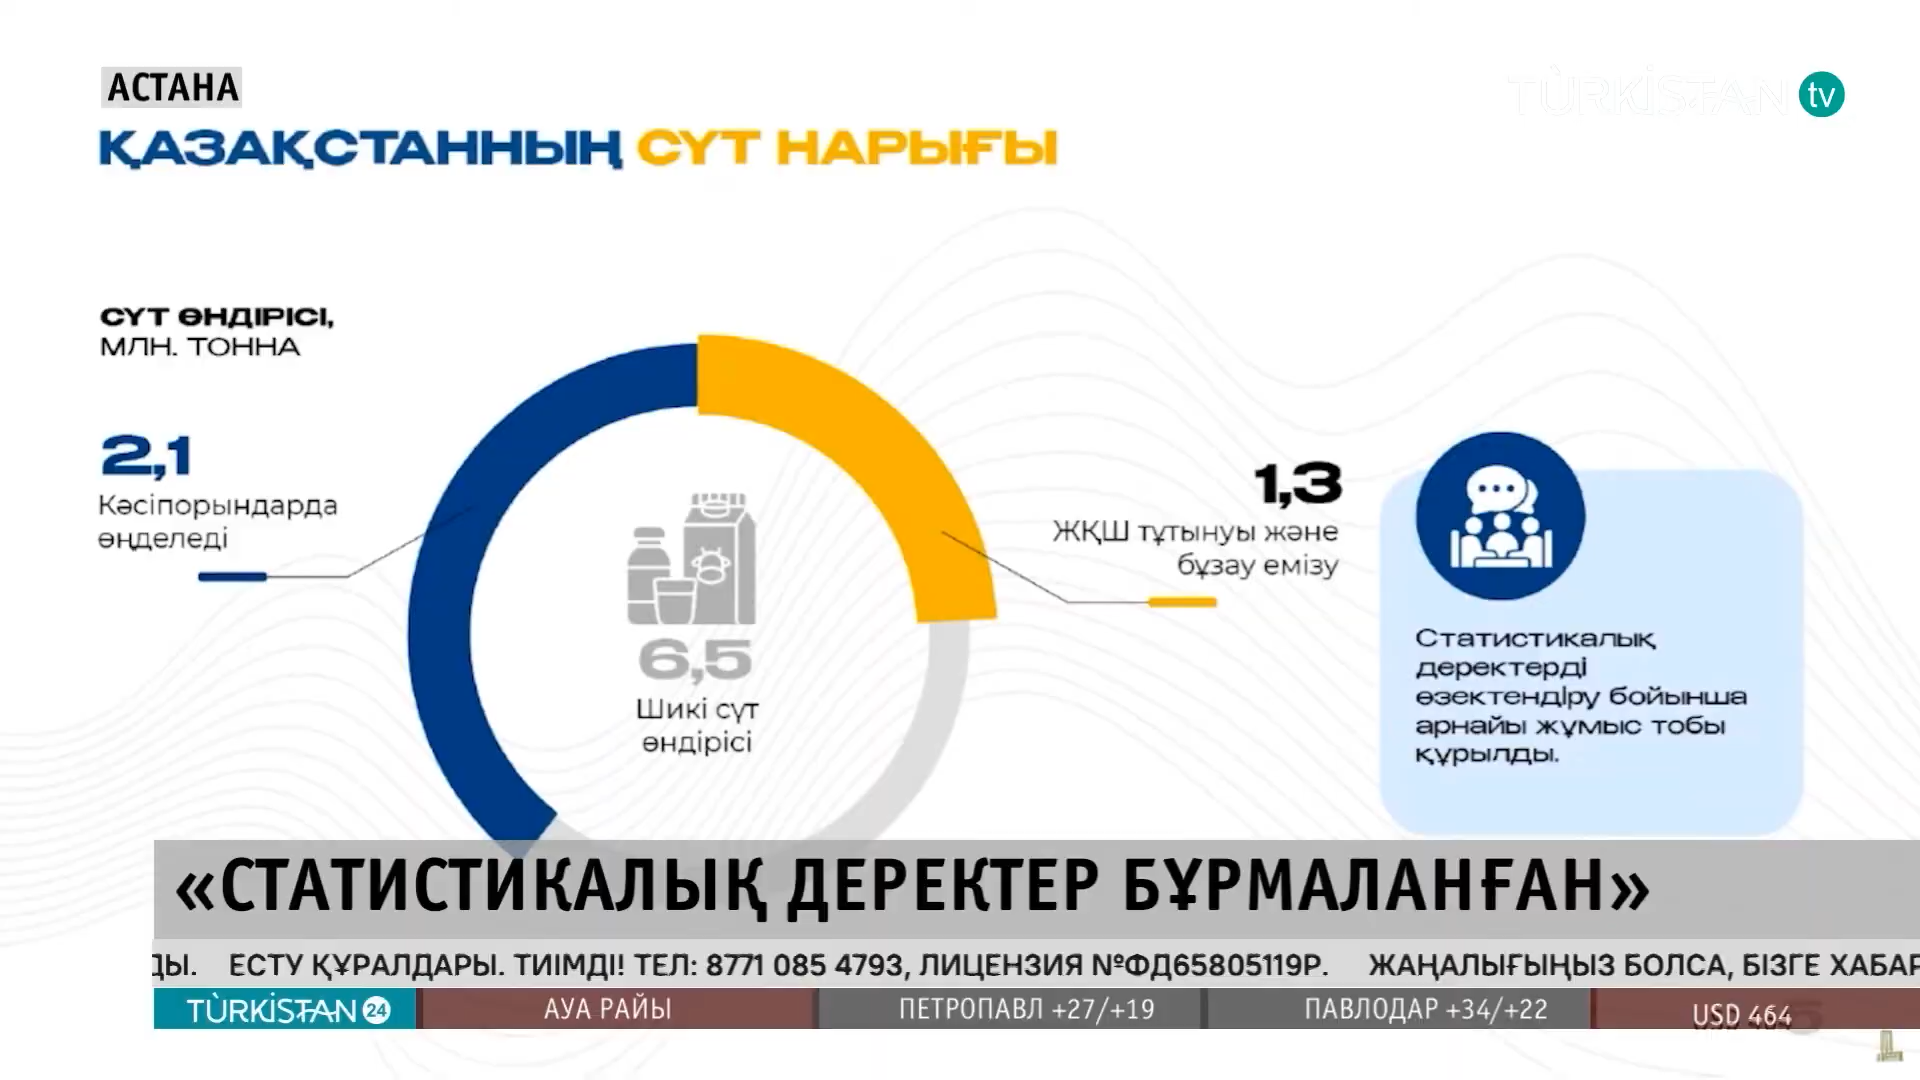 АСТАНА
TÜRKİSTAN tv
ҚАЗАҚСТАННЫҢ СҮТ НАРЫҒЫ
СҮТ ӨНДІРІСІ,
МЛН. ТОННА
2,1
Кәсіпорындарда
өңделеді
6,5
Шикі сүт
өндірісі
1,3
ЖҚШ тұтынуы және
бұзау емізу
Статистикалық
деректерді
өзектендіру бойынша
арнайы жұмыс тобы
құрылды.
«СТАТИСТИКАЛЫҚ ДЕРЕКТЕР БҰРМАЛАНҒАН»
ДЫ. ЕСТУ ҚҰРАЛДАРЫ. ТИІМДІ! ТЕЛ: 8771 085 4793, ЛИЦЕНЗИЯ №ФД65805119Р. ЖАҢАЛЫҒЫҢЫЗ БОЛСА, БІЗГЕ ХАБАР
TÜRKİSTAN 24 АУА РАЙЫ ПЕТРОПАВЛ +27/+19 ПАВЛОДАР +34/+22 USD 464